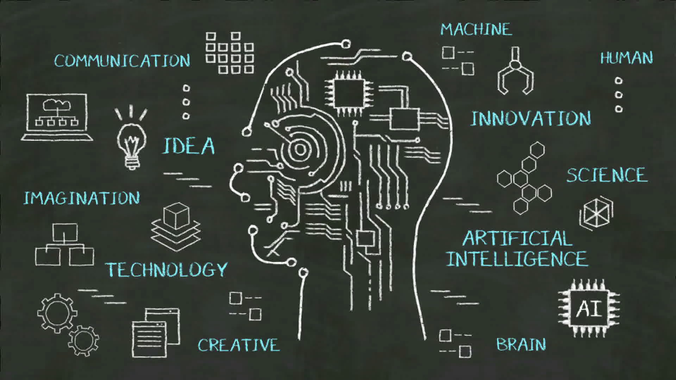 MACHINE
COMMUNICATION
HUMAN
INNOVATION
IDEA
SCIENCE
IMAGINATION
ARTIFICIAL
INTELLIGENCE
TECHNOLOGY
AI
CREATIVE
BRAIN